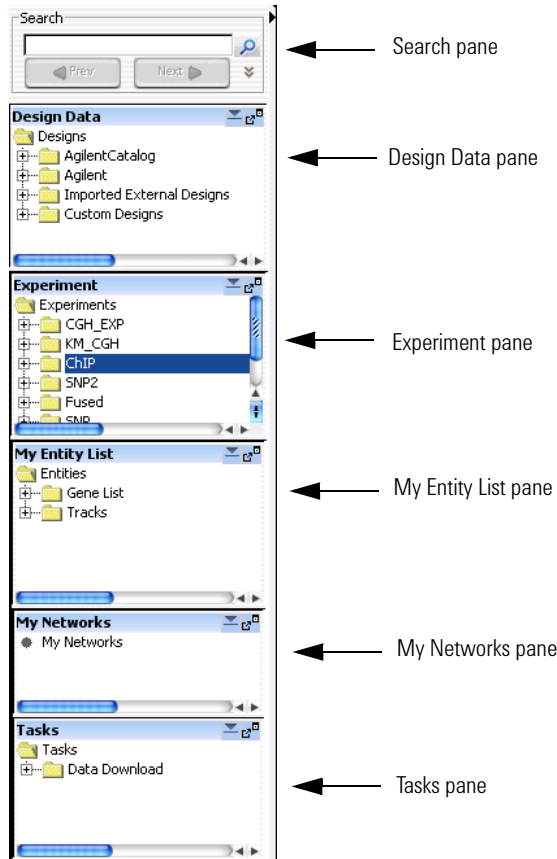 Search
Search pane
Prev
Next
Design Data
Designs
AgilentCatalog
Agilent
Imported External Designs
Custom Designs
Design Data pane
Experiment
Experiments
CGH_EXP
KM_CGH
ChIP
SNP2
Fused
SNP
Experiment pane
My Entity List
Entities
Gene List
Tracks
My Entity List pane
My Networks
My Networks
My Networks pane
Tasks
Tasks
Data Download
Tasks pane